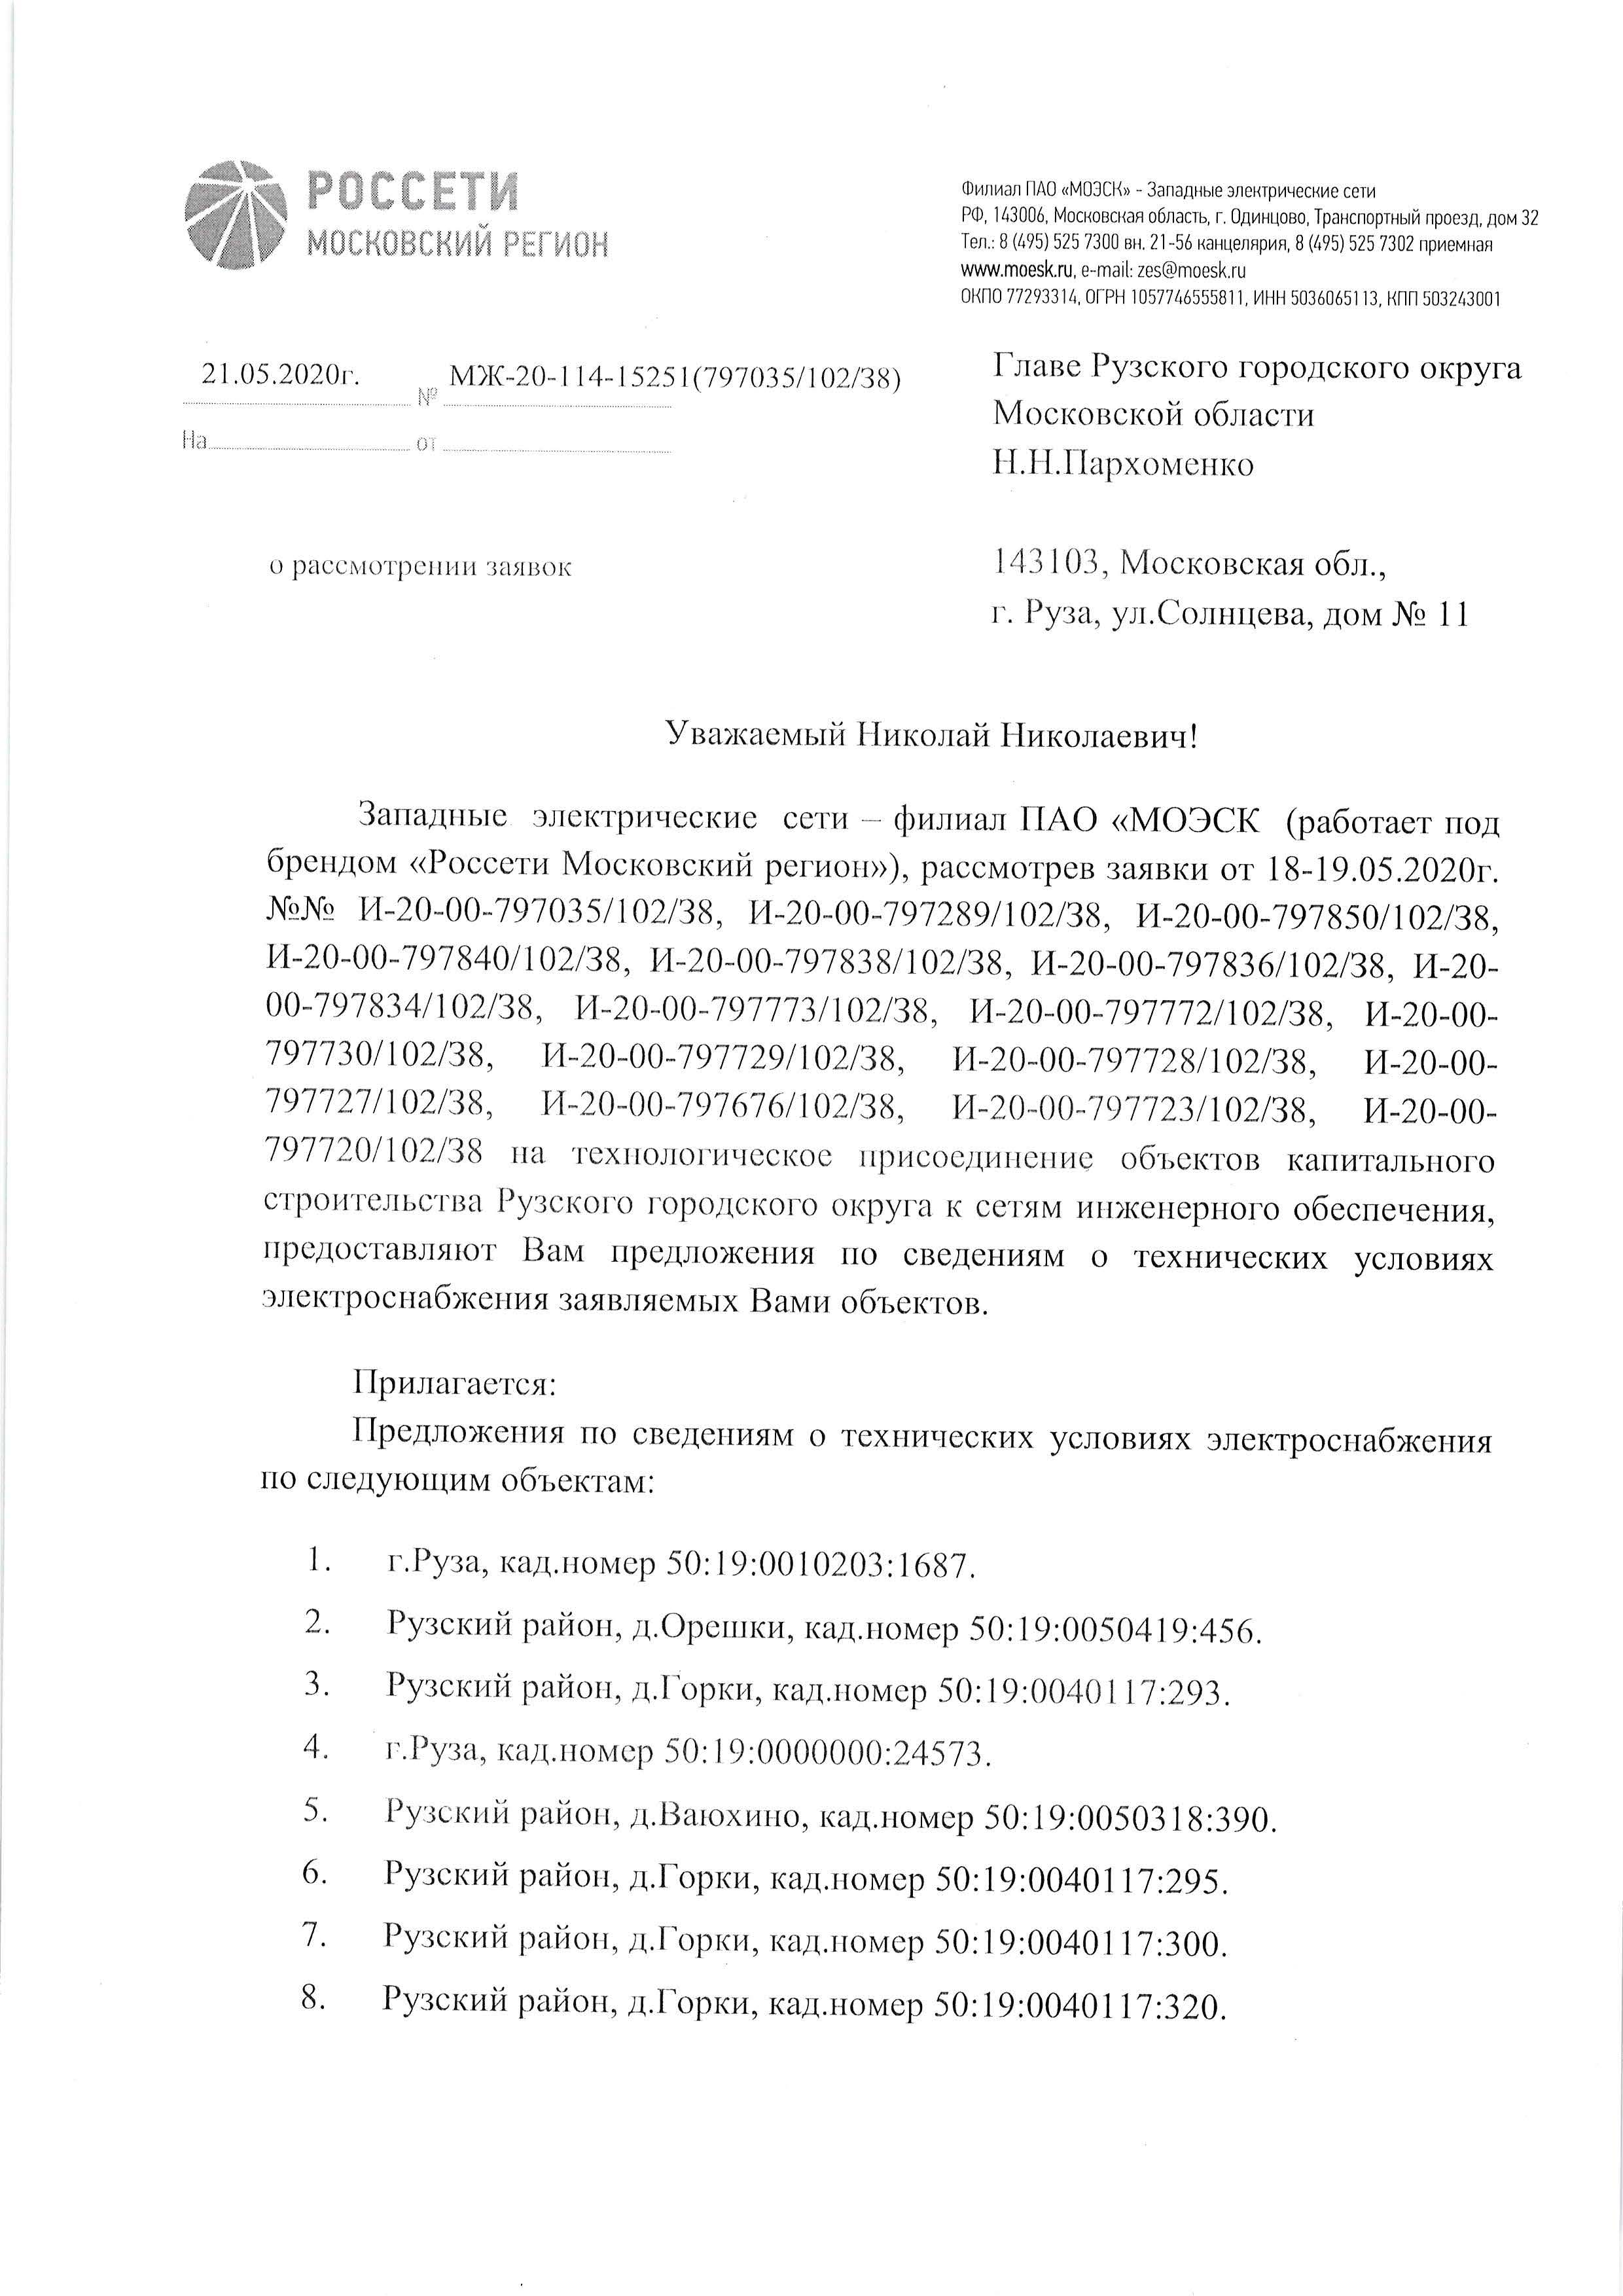 РОССЕТИ
МОСКОВСКИЙ РЕГИОН
Филиал ПАО «МОЭСК» - Западные электрические сети
РФ, 143006, Московская область, г. Одинцово, Транспортный проезд, дом 32
Тел.: 8 (495) 525 7300 вн. 21-56 канцелярия, 8 (495) 525 7302 приемная
www.moesk.ru, e-mail: zes@moesk.ru
ОКПО 77293314, ОГРН 1057746555811, ИНН 5036065113, КПП 503243001
21.05.2020г. № МЖ-20-114-15251(797035/102/38)
На от
Главе Рузского городского округа
Московской области
Н.Н.Пархоменко
о рассмотрении заявок
143103, Московская обл.,
г. Руза, ул.Солнцева, дом № 11
Уважаемый Николай Николаевич!
Западные электрические сети – филиал ПАО «МОЭСК (работает под
брендом «Россети Московский регион»), рассмотрев заявки от 18-19.05.2020г.
№№ И-20-00-797035/102/38, И-20-00-797289/102/38, И-20-00-797850/102/38,
И-20-00-797840/102/38, И-20-00-797838/102/38, И-20-00-797836/102/38, И-20-
00-797834/102/38, И-20-00-797773/102/38, И-20-00-797772/102/38, И-20-00-
797730/102/38, И-20-00-797729/102/38, И-20-00-797728/102/38, И-20-00-
797727/102/38, И-20-00-797676/102/38, И-20-00-797723/102/38, И-20-00-
797720/102/38 на технологическое присоединение объектов капитального
строительства Рузского городского округа к сетям инженерного обеспечения,
предоставляют Вам предложения по сведениям о технических условиях
электроснабжения заявляемых Вами объектов.
Прилагается:
Предложения по сведениям о технических условиях электроснабжения
по следующим объектам:
1. г.Руза, кад.номер 50:19:0010203:1687.
2. Рузский район, д.Орешки, кад.номер 50:19:0050419:456.
3. Рузский район, д.Горки, кад.номер 50:19:0040117:293.
4. г.Руза, кад.номер 50:19:0000000:24573.
5. Рузский район, д.Ваюхино, кад.номер 50:19:0050318:390.
6. Рузский район, д.Горки, кад.номер 50:19:0040117:295.
7. Рузский район, д.Горки, кад.номер 50:19:0040117:300.
8. Рузский район, д.Горки, кад.номер 50:19:0040117:320.